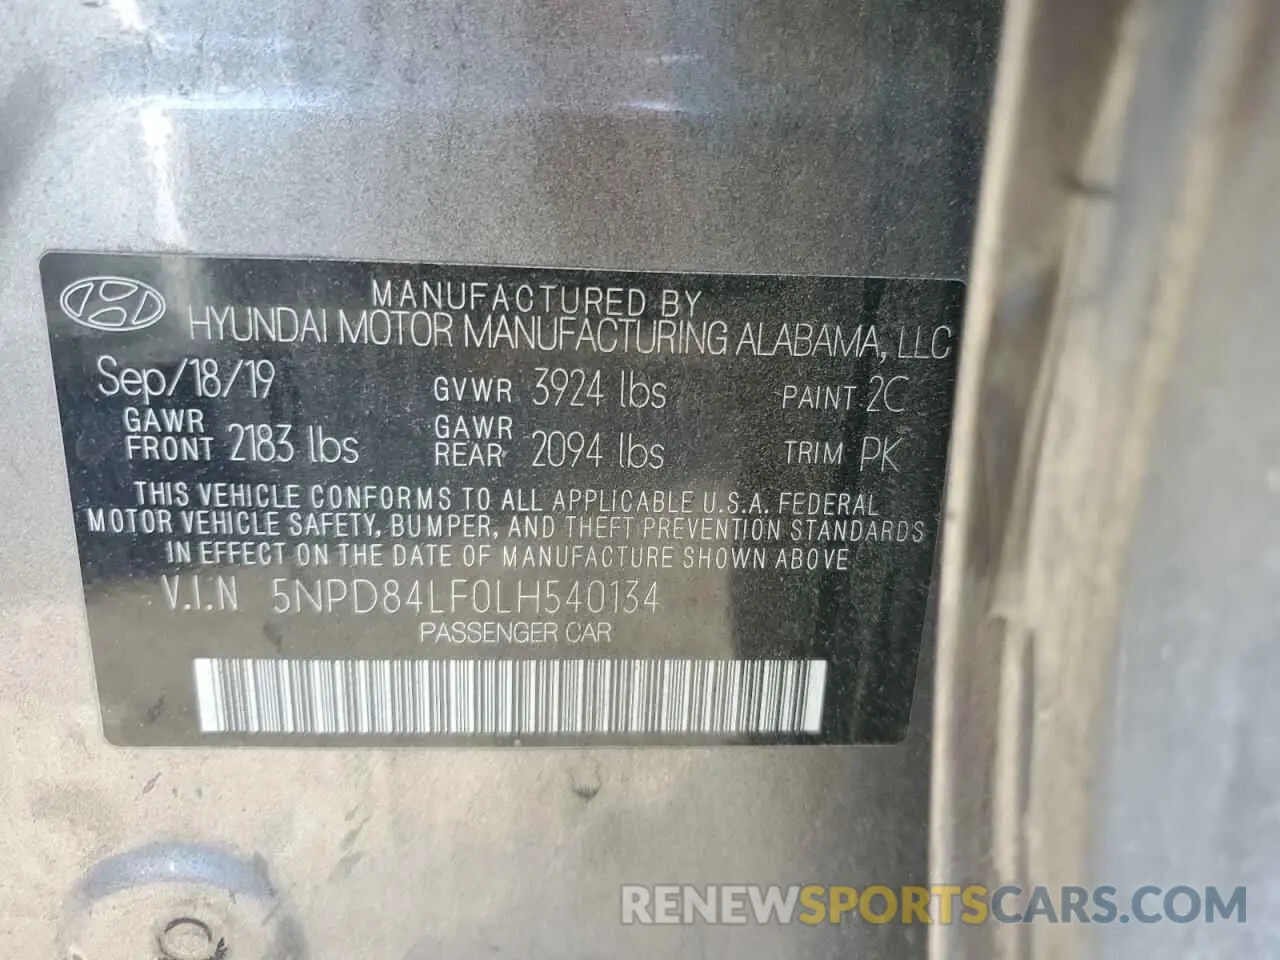 MANUFACTURED BY
HYUNDAI MOTOR MANUFACTURING ALABAMA, LLC
Sep/18/19 GVWR 3924 lbs PAINT 2C
GAWR FRONT 2183 lbs GAWR REAR 2094 lbs TRIM PK
THIS VEHICLE CONFORMS TO ALL APPLICABLE U.S.A. FEDERAL
MOTOR VEHICLE SAFETY, BUMPER, AND THEFT PREVENTION STANDARDS
IN EFFECT ON THE DATE OF MANUFACTURE SHOWN ABOVE
V.I.N 5NPD84LF0LH540134
PASSENGER CAR
RENEWSPORTSCARS.COM